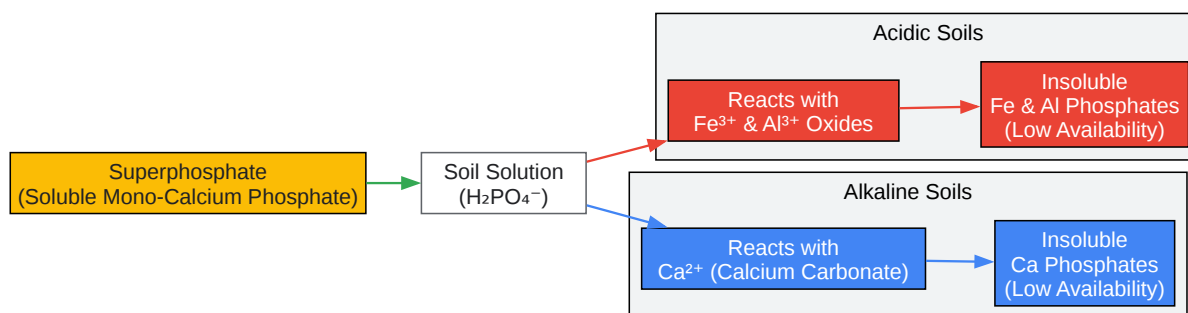 Superphosphate
(Soluble Mono-Calcium Phosphate)
Soil Solution
(H₂PO₄⁻)
Acidic Soils
Reacts with
Fe³⁺ & Al³⁺ Oxides
Insoluble
Fe & Al Phosphates
(Low Availability)
Alkaline Soils
Reacts with
Ca²⁺ (Calcium Carbonate)
Insoluble
Ca Phosphates
(Low Availability)